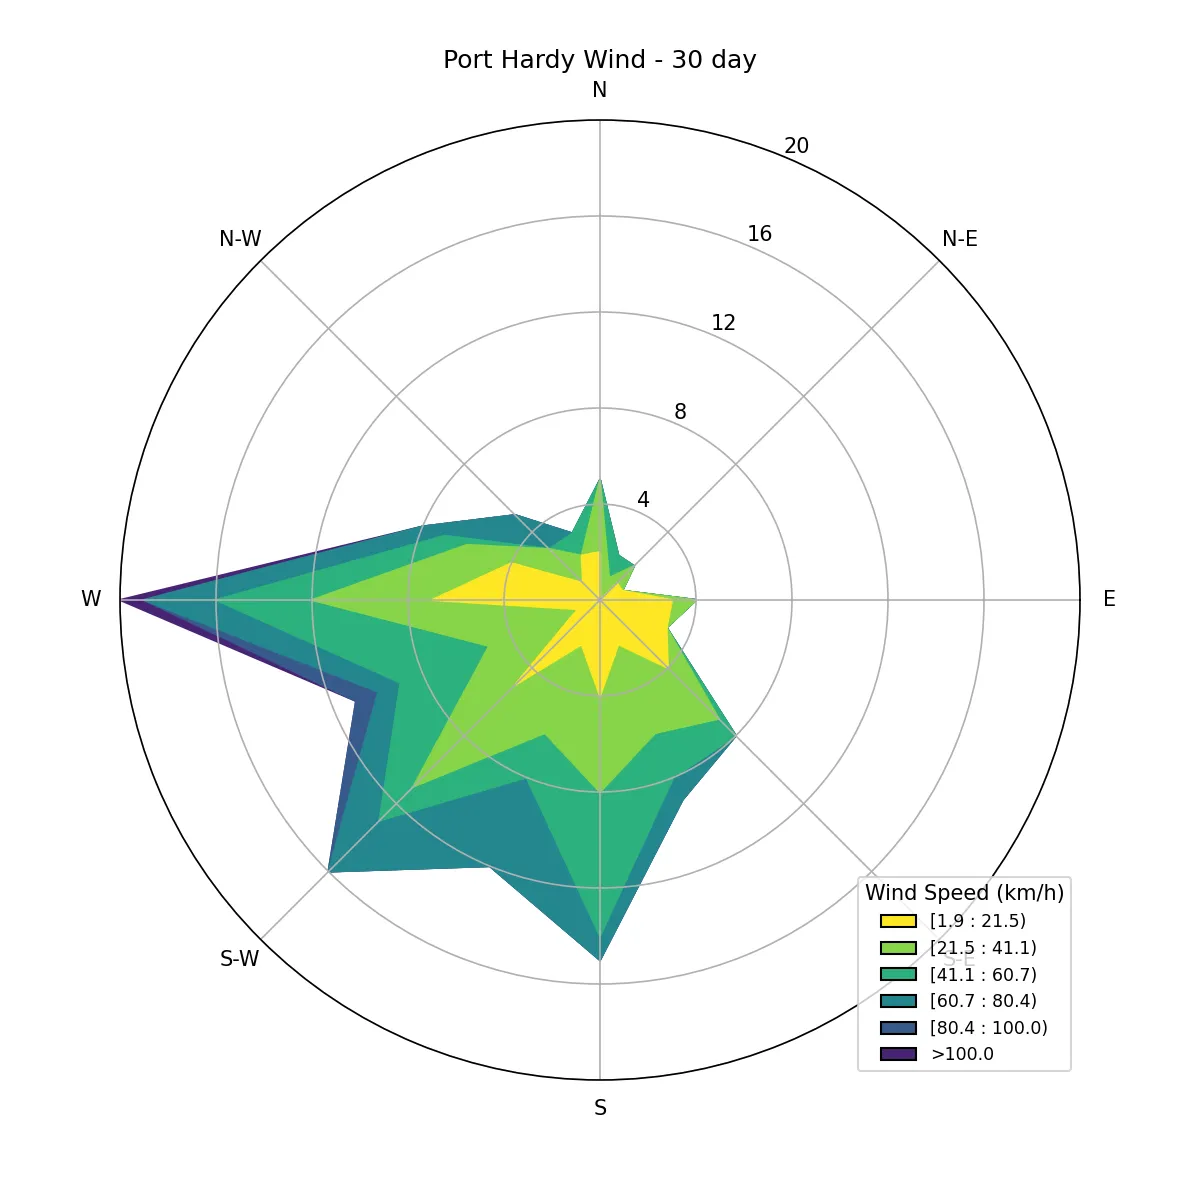 Port Hardy Wind - 30 day
N
20
N-W
N-E
16
12
8
4
W
E
S-W
S-E
S
Wind Speed (km/h)
[1.9 : 21.5)
[21.5 : 41.1)
[41.1 : 60.7)
[60.7 : 80.4)
[80.4 : 100.0)
>100.0